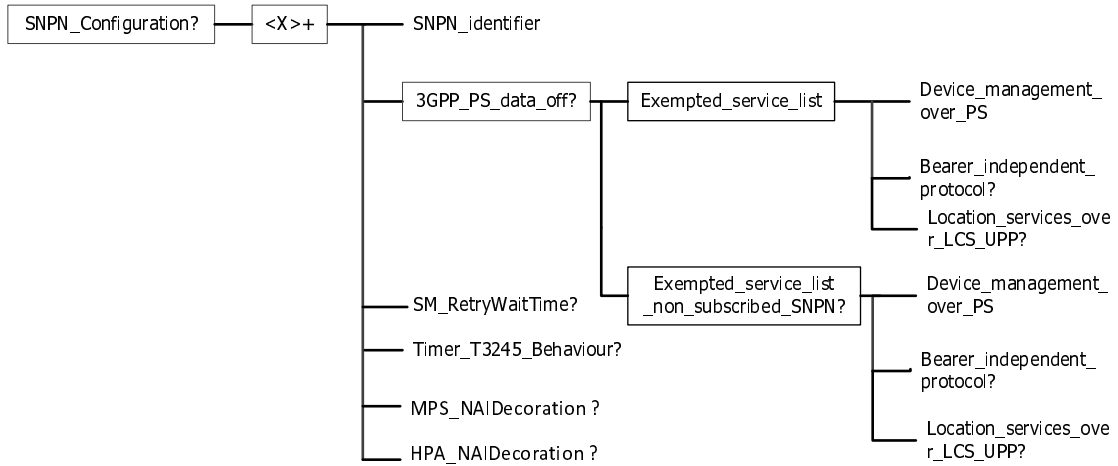 SNPN_Configuration?
<X>+
SNPN_identifier
3GPP_PS_data_off?
Exempted_service_list
Device_management_
over_PS
Bearer_independent_
protocol?
Location_services_ove
r_LCS_UPP?
Exempted_service_list
_non_subscribed_SNPN?
Device_management_
over_PS
Bearer_independent_
protocol?
Location_services_ove
r_LCS_UPP?
SM_RetryWaitTime?
Timer_T3245_Behaviour?
MPS_NAIDecoration ?
HPA_NAIDecoration ?